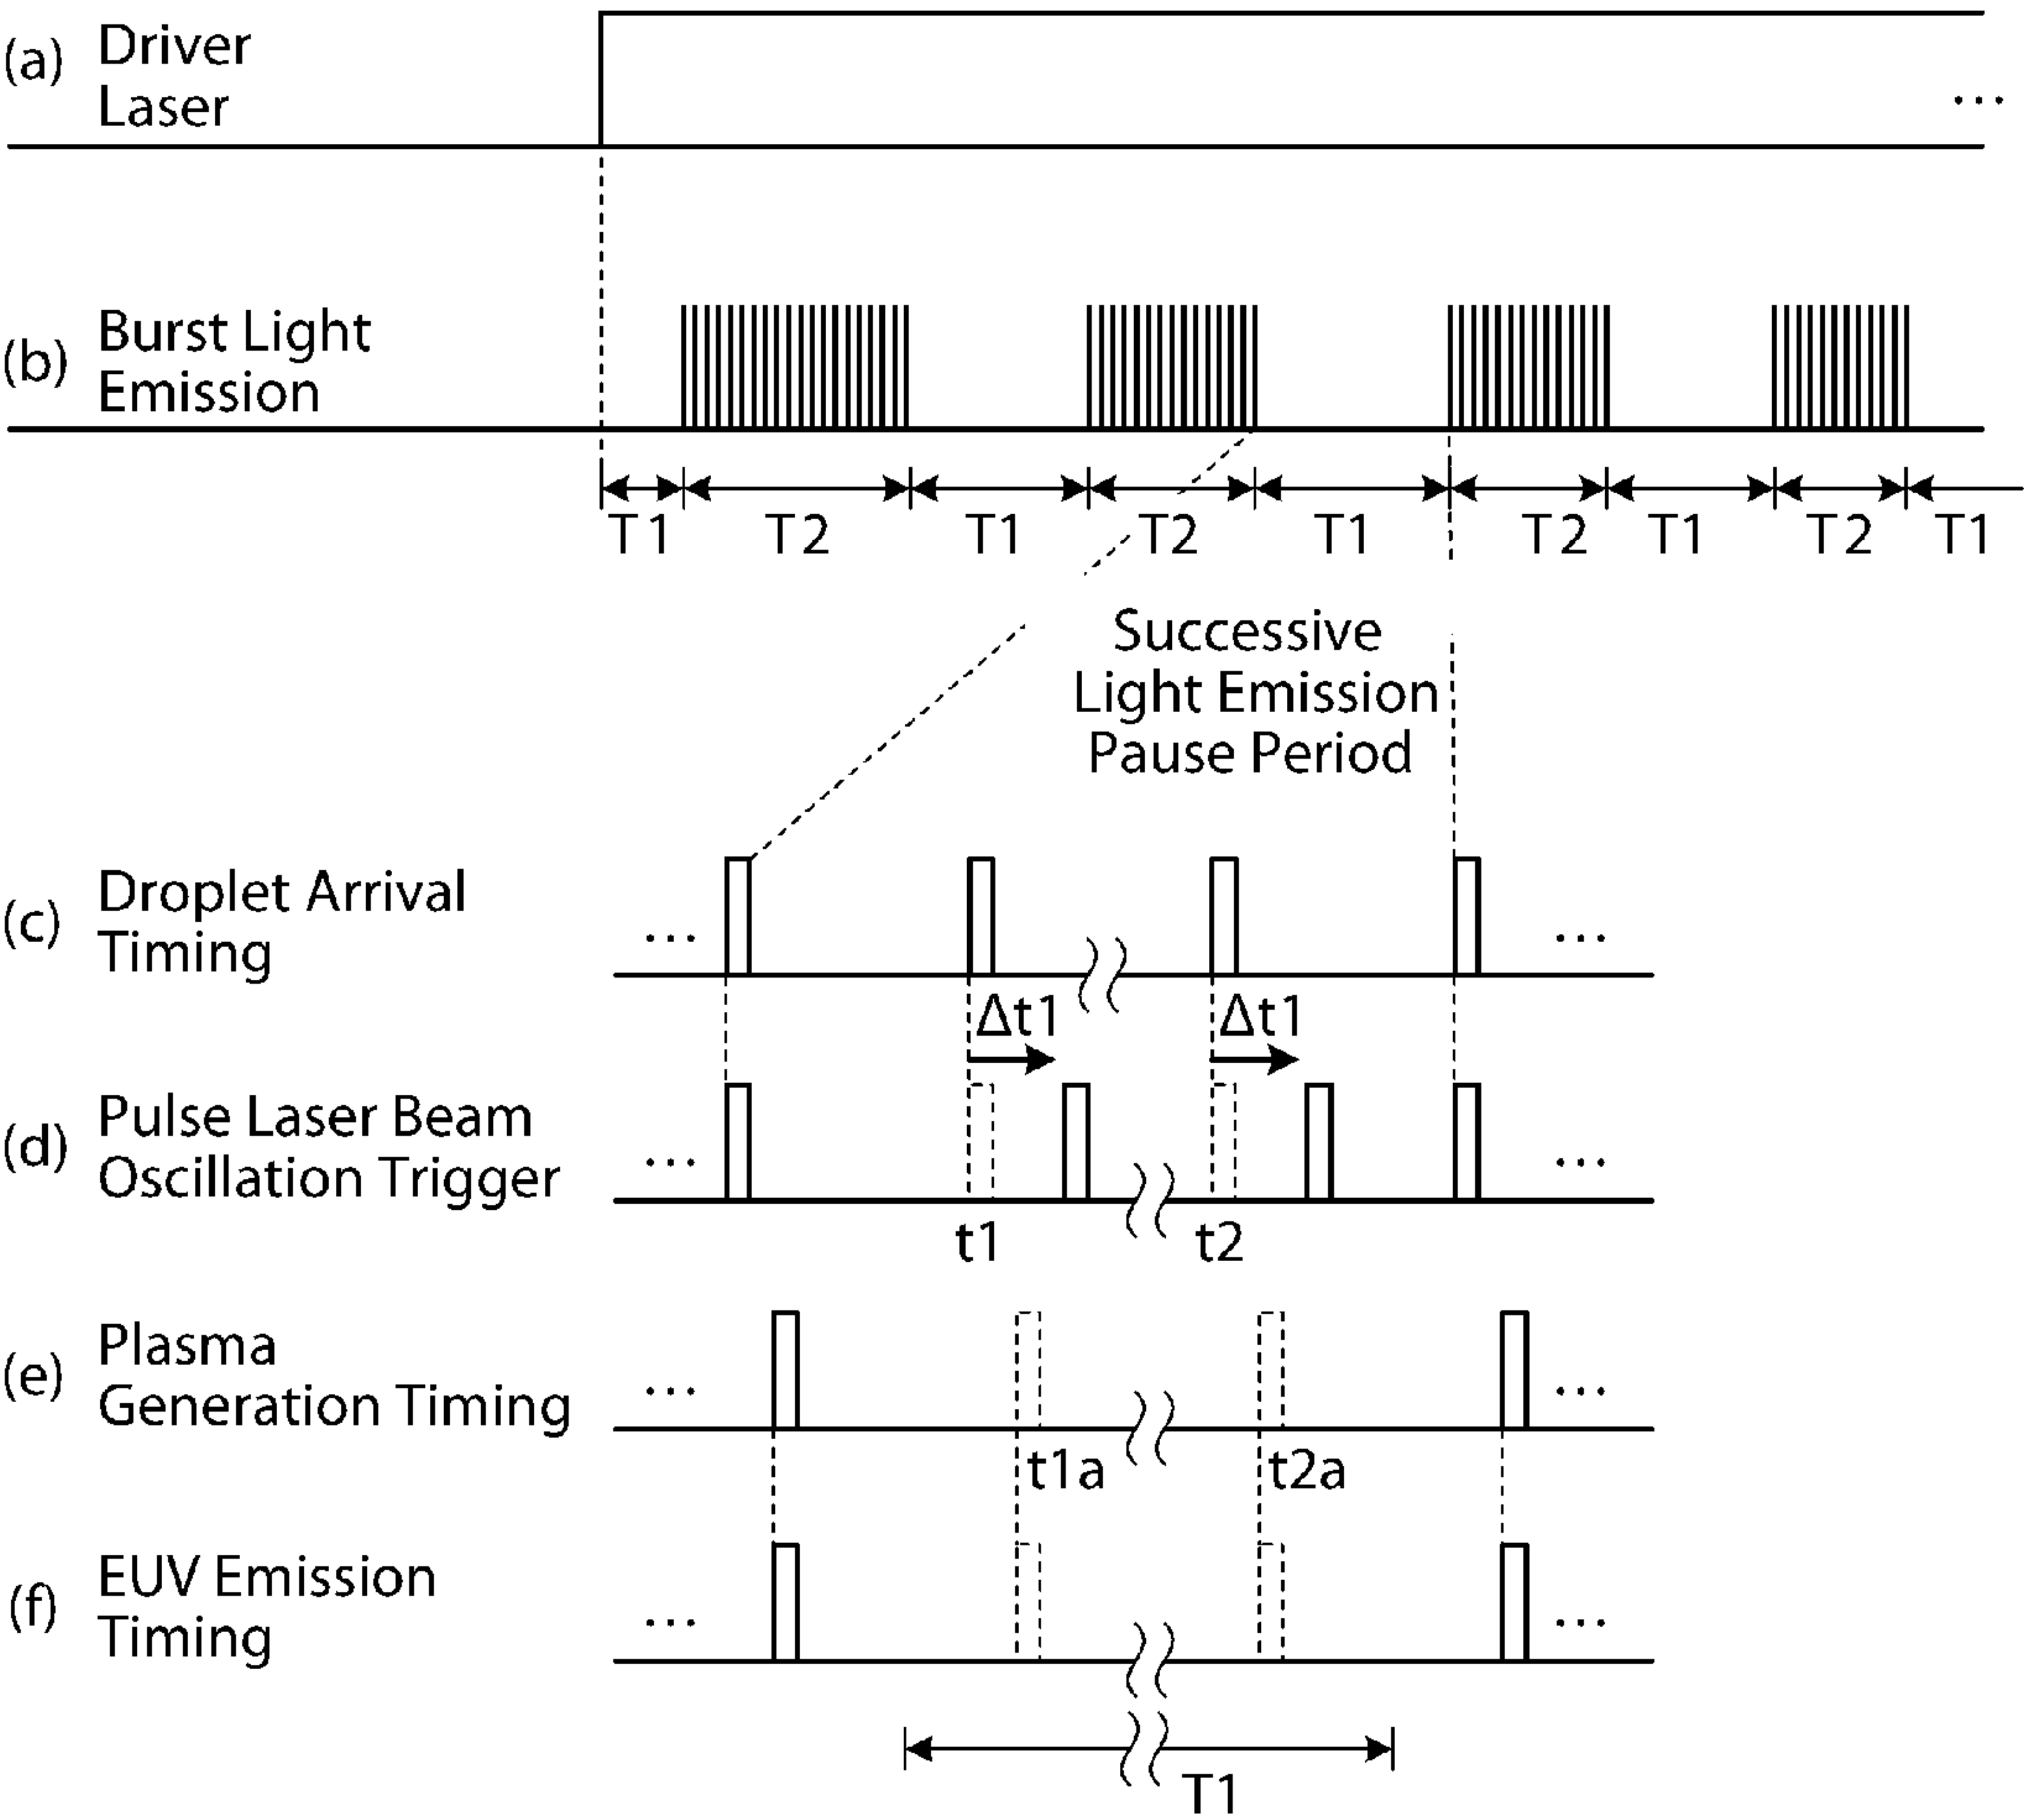 (a) Driver
Laser
...
(b) Burst Light
Emission
T1 T2 T1 T2 T1 T2 T1 T2 T1
Successive
Light Emission
Pause Period
(c) Droplet Arrival
Timing
... ...
Δt1 Δt1
(d) Pulse Laser Beam
Oscillation Trigger
... ...
t1 t2
(e) Plasma
Generation Timing
... ...
t1a t2a
(f) EUV Emission
Timing
... ...
T1